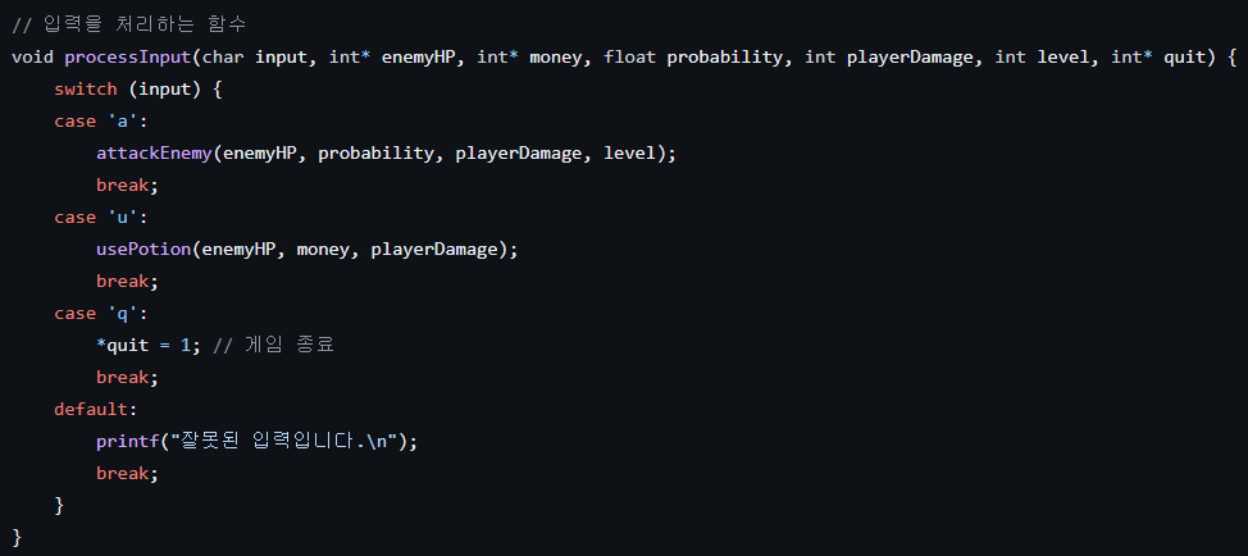 // 입력을 처리하는 함수
void processInput(char input, int* enemyHP, int* money, float probability, int playerDamage, int level, int* quit) {
    switch (input) {
    case 'a':
        attackEnemy(enemyHP, probability, playerDamage, level);
        break;
    case 'u':
        usePotion(enemyHP, money, playerDamage);
        break;
    case 'q':
        *quit = 1; // 게임 종료
        break;
    default:
        printf("잘못된 입력입니다.\n");
        break;
    }
}